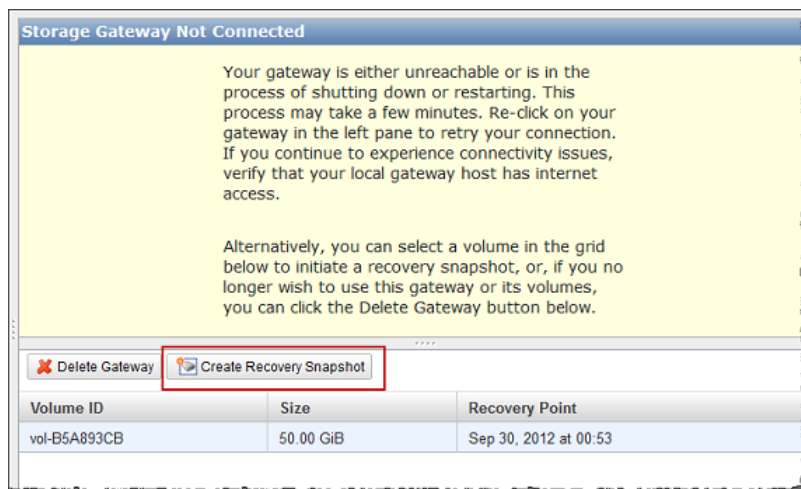 Storage Gateway Not Connected
Your gateway is either unreachable or is in the
process of shutting down or restarting. This
process may take a few minutes. Re-click on your
gateway in the left pane to retry your connection.
If you continue to experience connectivity issues,
verify that your local gateway host has internet
access.
Alternatively, you can select a volume in the grid
below to initiate a recovery snapshot, or, if you no
longer wish to use this gateway or its volumes,
you can click the Delete Gateway button below.
Delete Gateway Create Recovery Snapshot
Volume ID Size Recovery Point
vol-B5A893CB 50.00 GiB Sep 30, 2012 at 00:53